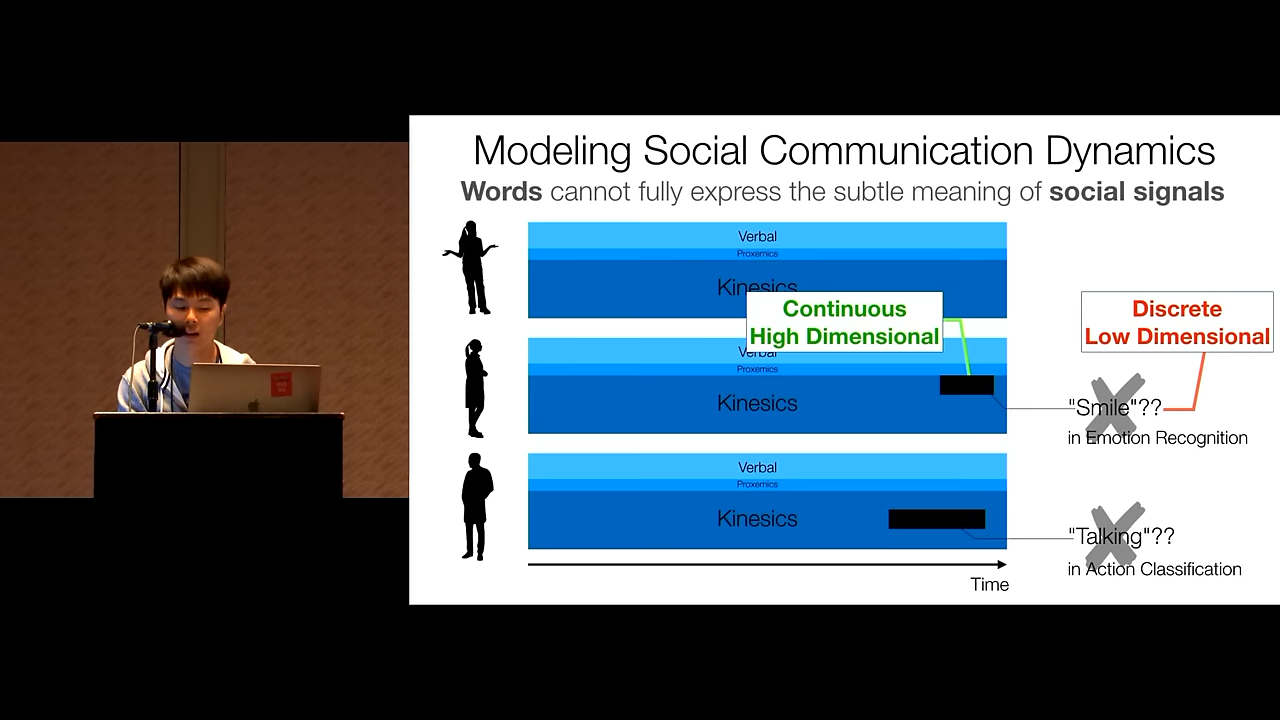 Modeling Social Communication Dynamics
Words cannot fully express the subtle meaning of social signals
Verbal
Proxemics
Kinesics
Continuous
High Dimensional
Discrete
Low Dimensional
Verbal
Proxemics
Kinesics
"Smile"??
in Emotion Recognition
Verbal
Proxemics
Kinesics
"Talking"??
in Action Classification
Time